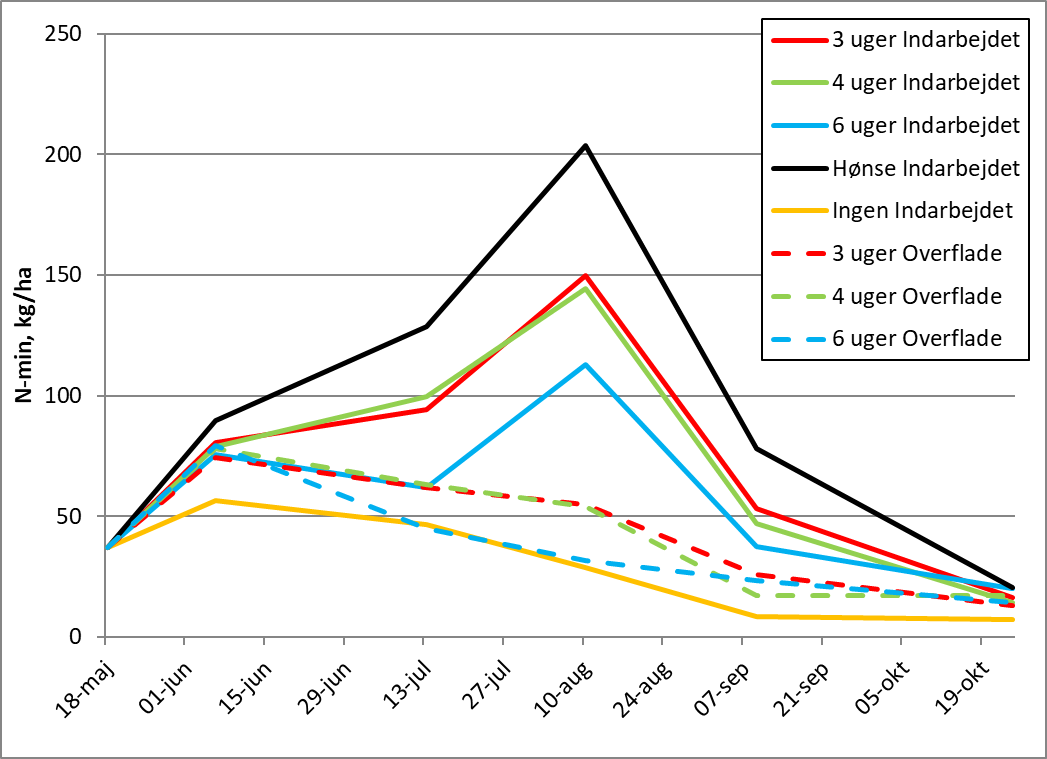 250
200
150
100
50
0
N-min, kg/ha
18-maj
01-jun
15-jun
29-jun
13-jul
27-jul
10-aug
24-aug
07-sep
21-sep
05-okt
19-okt
3 uger Indarbejdet
4 uger Indarbejdet
6 uger Indarbejdet
Hønse Indarbejdet
Ingen Indarbejdet
3 uger Overflade
4 uger Overflade
6 uger Overflade